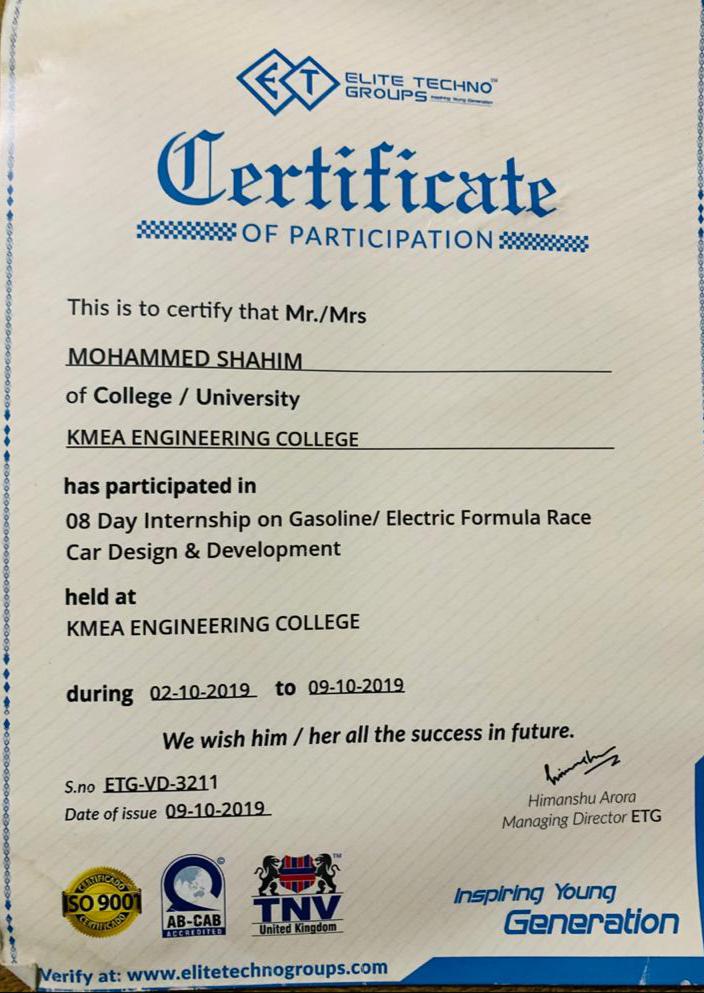 ET ELITE TECHNO™
GROUPS Inspiring Young Generation
Certificate
OF PARTICIPATION
This is to certify that Mr./Mrs
MOHAMMED SHAHIM
of College / University
KMEA ENGINEERING COLLEGE
has participated in
08 Day Internship on Gasoline/ Electric Formula Race
Car Design & Development
held at
KMEA ENGINEERING COLLEGE
during 02-10-2019 to 09-10-2019
We wish him / her all the success in future.
S.no ETG-VD-3211
Date of issue 09-10-2019
Himanshu Arora
Managing Director ETG
CERTIFICADO
ISO 9001
CERTIFICADO
©
AB-CAB
ACCREDITED
TM
TNV
United Kingdom
Inspiring Young
Generation
Verify at: www.elitetechnogroups.com